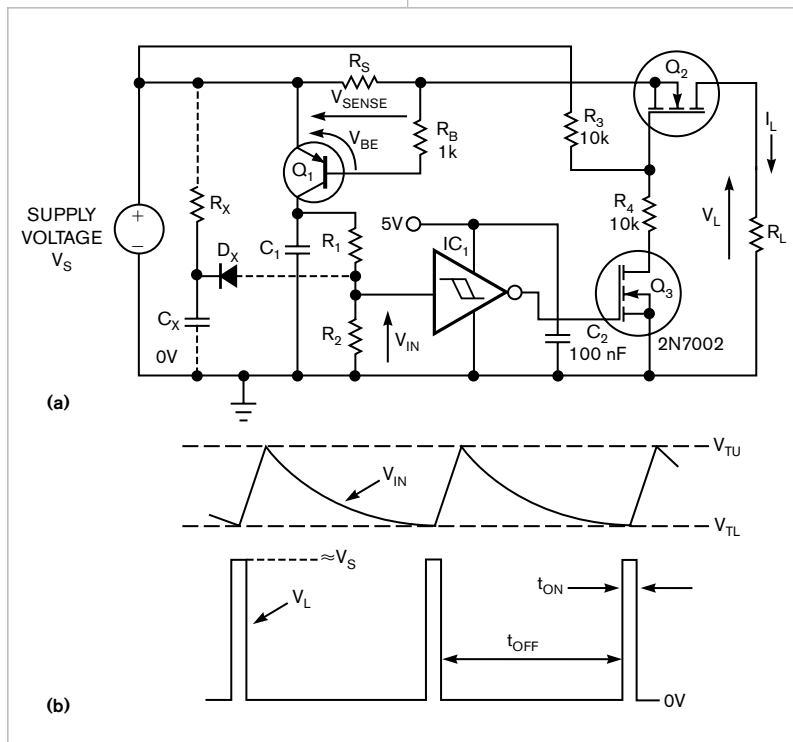 R_S
V_SENSE
V_BE
R_B
1k
Q_1
R_3
10k
Q_2
I_L
R_4
10k
V_L
R_L
SUPPLY
VOLTAGE
V_S
+
–
R_X
D_X
C_X
0V
C_1
R_1
R_2
5V
IC_1
V_IN
C_2
100 nF
Q_3
2N7002
(a)
V_TU
V_IN
V_TL
≈V_S
V_L
t_ON
t_OFF
0V
(b)